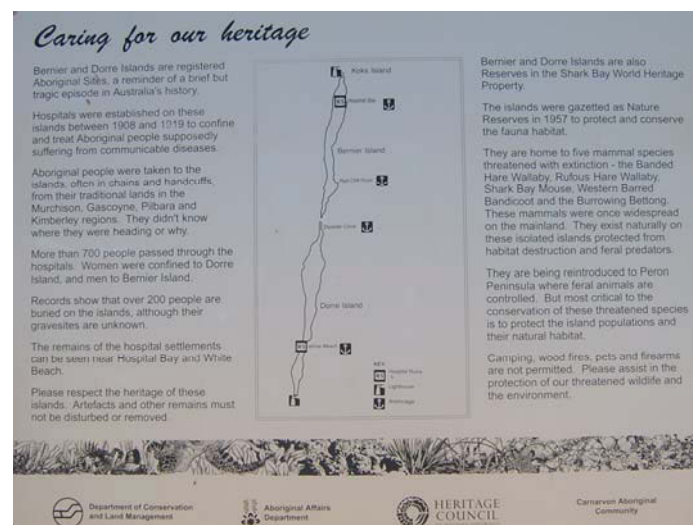 Caring for our heritage
Bernier and Dorre Islands are registered
Aboriginal Sites, a reminder of a brief but
tragic episode in Australia's history.
Hospitals were established on these
islands between 1908 and 1919 to confine
and treat Aboriginal people supposedly
suffering from communicable diseases.
Aboriginal people were taken to the
islands, often in chains and handcuffs,
from their traditional lands in the
Murchison, Gascoyne, Pilbara and
Kimberley regions. They didn't know
where they were heading or why.
More than 700 people passed through the
hospitals. Women were confined to Dorre
Island, and men to Bernier Island.
Records show that over 200 people are
buried on the islands, although their
gravesites are unknown.
The remains of the hospital settlements
can be seen near Hospital Bay and White
Beach.
Please respect the heritage of these
islands. Artefacts and other remains must
not be disturbed or removed.
Koks Island
Hospital Bay
Bernier Island
Red Cliff Point
Dorre Island
White Beach
KEY
Hospital Ruins
Lighthouse
Anchorage
Bernier and Dorre Islands are also
Reserves in the Shark Bay World Heritage
Property.
The islands were gazetted as Nature
Reserves in 1957 to protect and conserve
the fauna habitat.
They are home to five mammal species
threatened with extinction - the Banded
Hare Wallaby, Rufous Hare Wallaby,
Shark Bay Mouse, Western Barred
Bandicoot and the Burrowing Bettong.
These mammals were once widespread
on the mainland. They exist naturally on
these isolated islands protected from
habitat destruction and feral predators.
They are being reintroduced to Peron
Peninsula where feral animals are
controlled. But most critical to the
conservation of these threatened species
is to protect the island populations and
their natural habitat.
Camping, wood fires, pets and firearms
are not permitted. Please assist in the
protection of our threatened wildlife and
the environment.
Department of Conservation
and Land Management
Aboriginal Affairs
Department
HERITAGE
COUNCIL
Carnarvon Aboriginal
Community